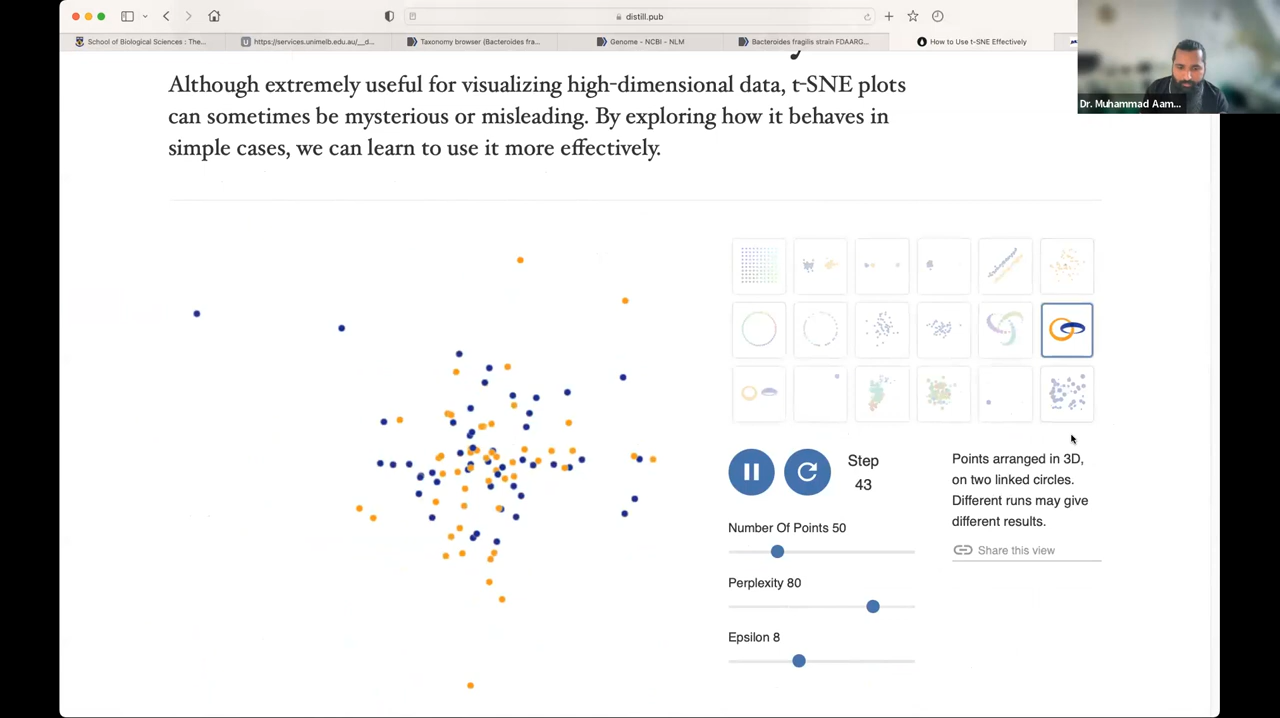 distill.pub
School of Biological Sciences : The...
https://services.unimelb.edu.au/__d...
Taxonomy browser (Bacteroides fra...
Genome - NCBI - NLM
Bacteroides fragilis strain FDAARG...
How to Use t-SNE Effectively
Dr. Muhammad Aam...
Although extremely useful for visualizing high-dimensional data, t-SNE plots
can sometimes be mysterious or misleading. By exploring how it behaves in
simple cases, we can learn to use it more effectively.
Step
43
Number Of Points 50
Perplexity 80
Epsilon 8
Points arranged in 3D,
on two linked circles.
Different runs may give
different results.
Share this view